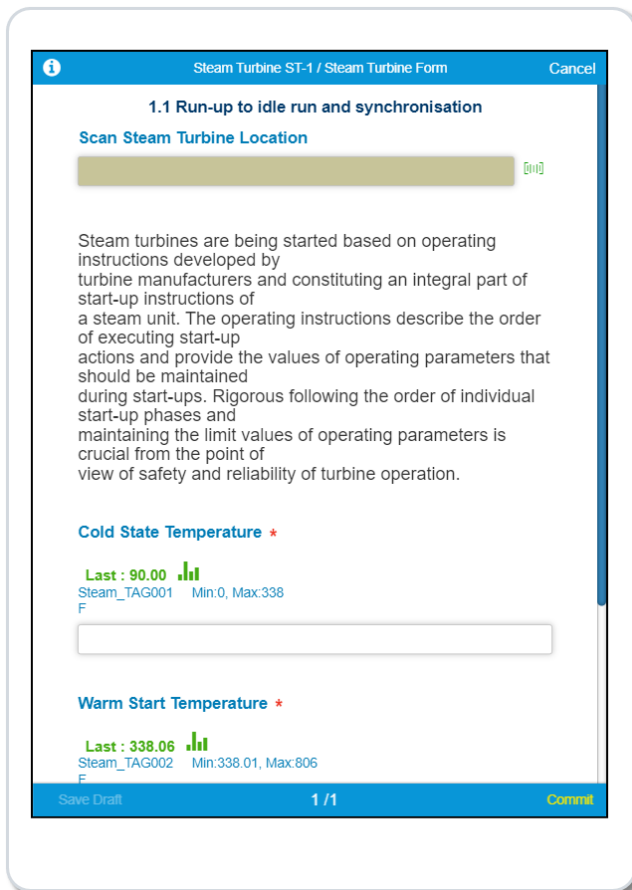 Steam Turbine ST-1 / Steam Turbine Form Cancel
1.1 Run-up to idle run and synchronisation
Scan Steam Turbine Location
Steam turbines are being started based on operating
instructions developed by
turbine manufacturers and constituting an integral part of
start-up instructions of
a steam unit. The operating instructions describe the order
of executing start-up
actions and provide the values of operating parameters that
should be maintained
during start-ups. Rigorous following the order of individual
start-up phases and
maintaining the limit values of operating parameters is
crucial from the point of
view of safety and reliability of turbine operation.
Cold State Temperature *
Last : 90.00
Steam_TAG001 Min:0, Max:338
F
Warm Start Temperature *
Last : 338.06
Steam_TAG002 Min:338.01, Max:806
F
Save Draft 1 /1 Commit